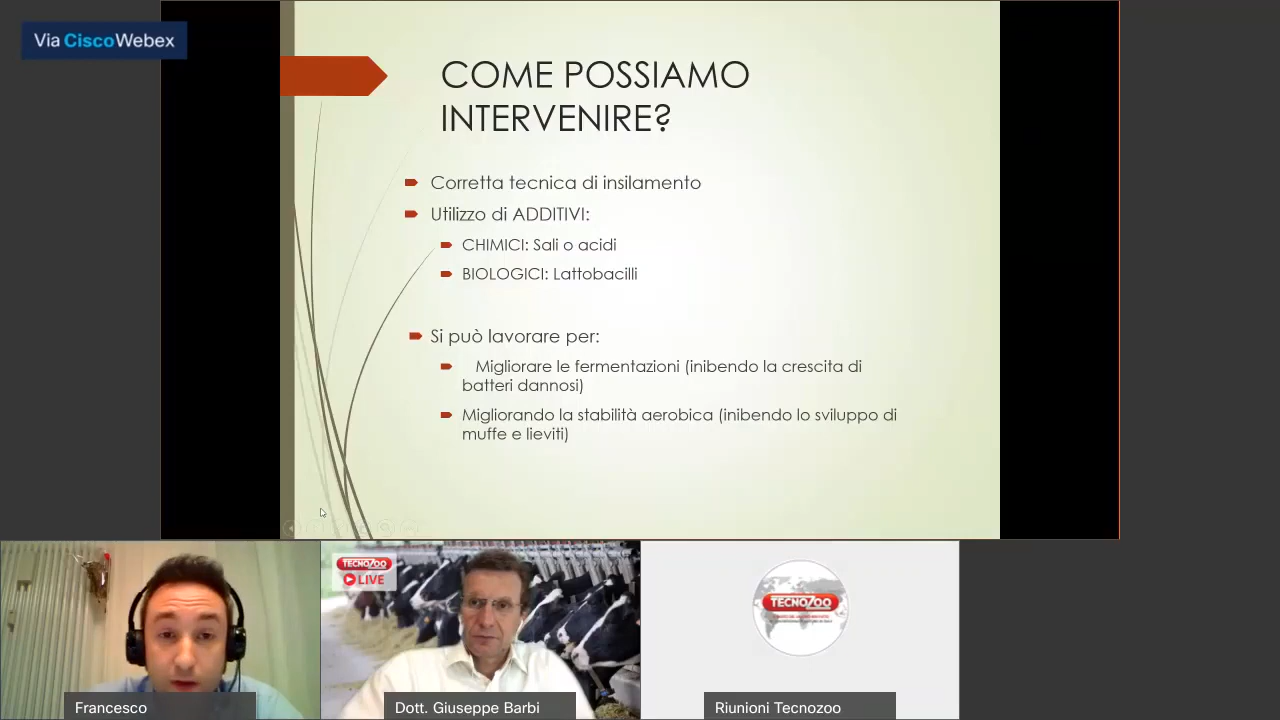 Via CiscoWebex
COME POSSIAMO
INTERVENIRE?
Corretta tecnica di insilamento
Utilizzo di ADDITIVI:
CHIMICI: Sali o acidi
BIOLOGICI: Lattobacilli
Si può lavorare per:
Migliorare le fermentazioni (inibendo la crescita di
batteri dannosi)
Migliorando la stabilità aerobica (inibendo lo sviluppo di
muffe e lieviti)
TECNOZOO
LIVE
TECNOZOO
Francesco
Dott. Giuseppe Barbi
Riunioni Tecnozoo